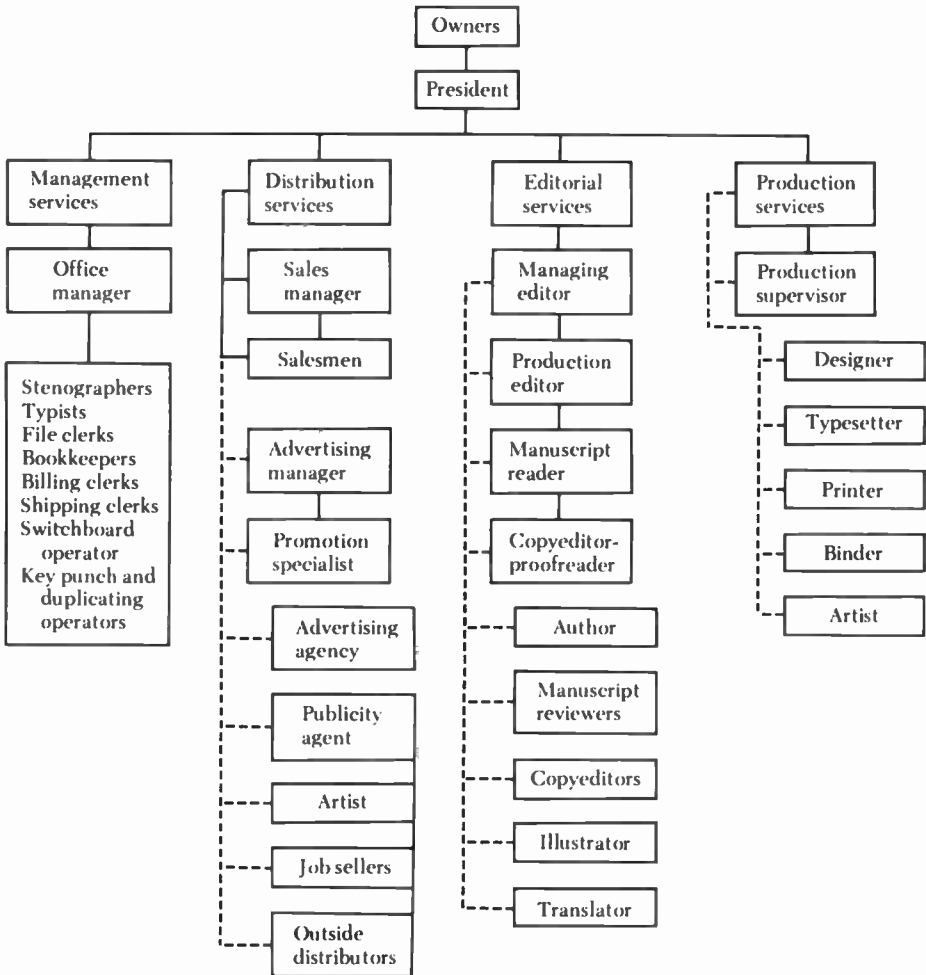 Owners
President
Management
services
Distribution
services
Editorial
services
Production
services
Office
manager
Sales
manager
Managing
editor
Production
supervisor
Salesmen
Production
editor
Designer
Stenographers
Typists
File clerks
Bookkeepers
Billing clerks
Shipping clerks
Switchboard
operator
Key punch and
duplicating
operators
Advertising
manager
Manuscript
reader
Typesetter
Promotion
specialist
Copyeditor-
proofreader
Printer
Binder
Advertising
agency
Author
Artist
Publicity
agent
Manuscript
reviewers
Artist
Copyeditors
Job sellers
Illustrator
Outside
distributors
Translator